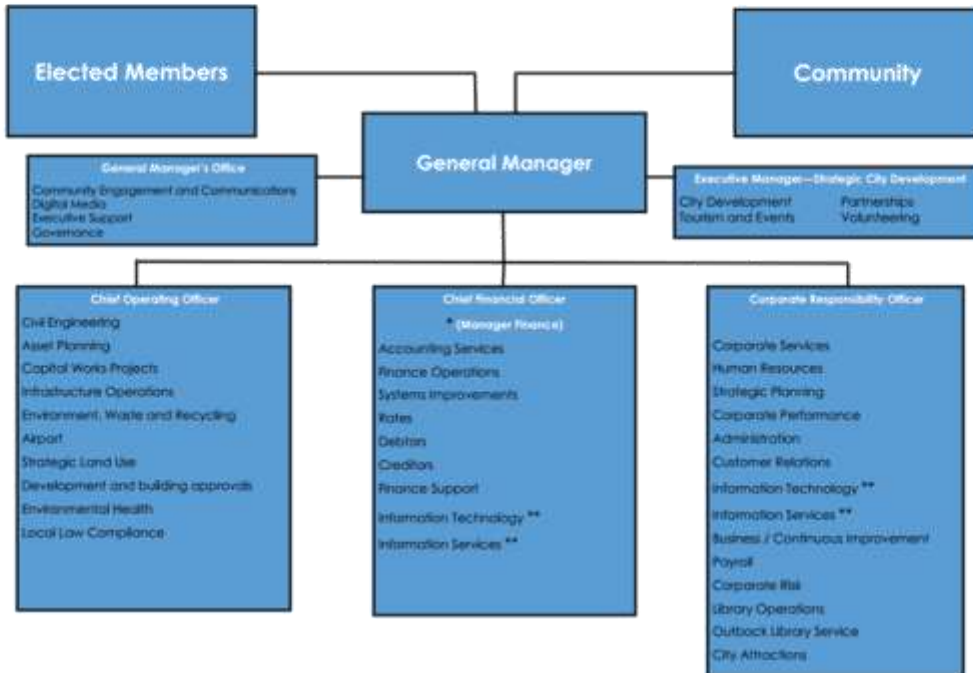 Elected Members
Community
General Manager
General Manager's Office
Community Engagement and Communications
Digital Media
Executive Support
Governance
Executive Manager—Strategic City Development
City Development Partnerships
Tourism and Events Volunteering
Chief Operating Officer
Civil Engineering
Asset Planning
Capital Works Projects
Infrastructure Operations
Environment, Waste and Recycling
Airport
Strategic Land Use
Development and building approvals
Environmental Health
Local Law Compliance
Chief Financial Officer
* (Manager Finance)
Accounting Services
Finance Operations
Systems Improvements
Rates
Debtors
Creditors
Finance Support
Information Technology **
Information Services **
Corporate Responsibility Officer
Corporate Services
Human Resources
Strategic Planning
Corporate Performance
Administration
Customer Relations
Information Technology **
Information Services **
Business / Continuous Improvement
Payroll
Corporate Risk
Library Operations
Outback Library Service
City Attractions